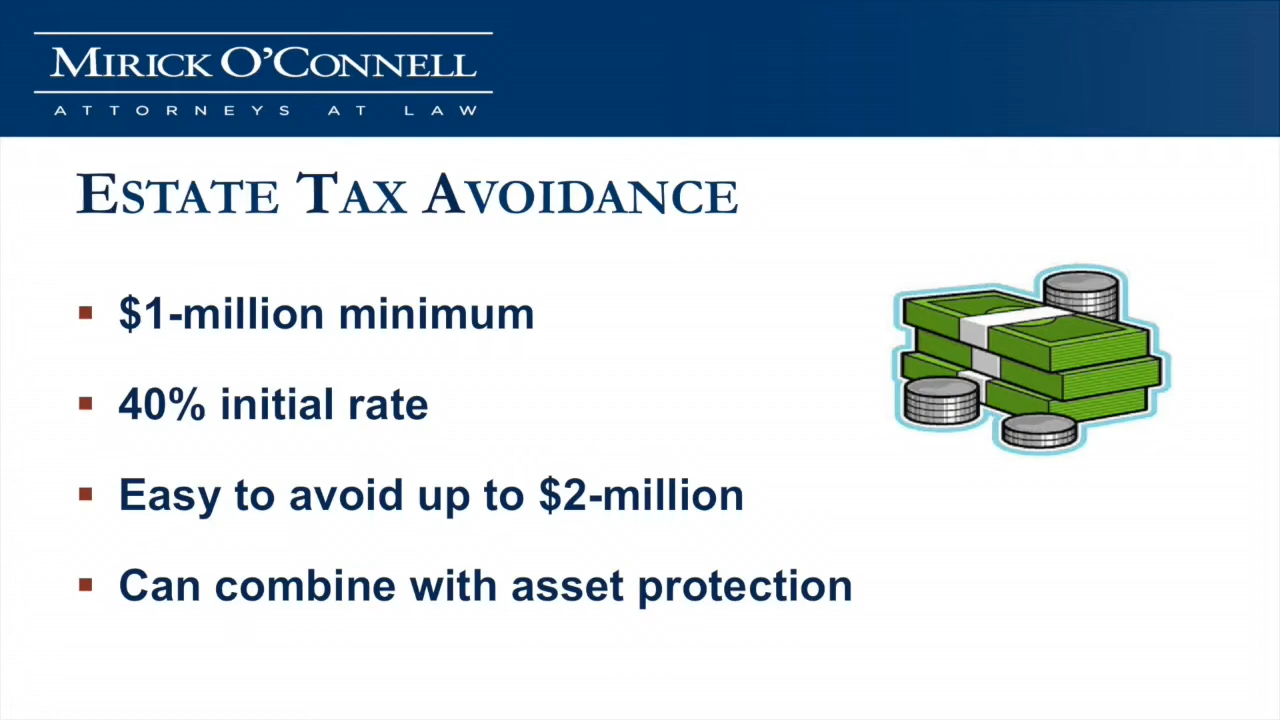 MIRICK O'CONNELL
ATTORNEYS AT LAW
ESTATE TAX AVOIDANCE
▪ $1-million minimum
▪ 40% initial rate
▪ Easy to avoid up to $2-million
▪ Can combine with asset protection